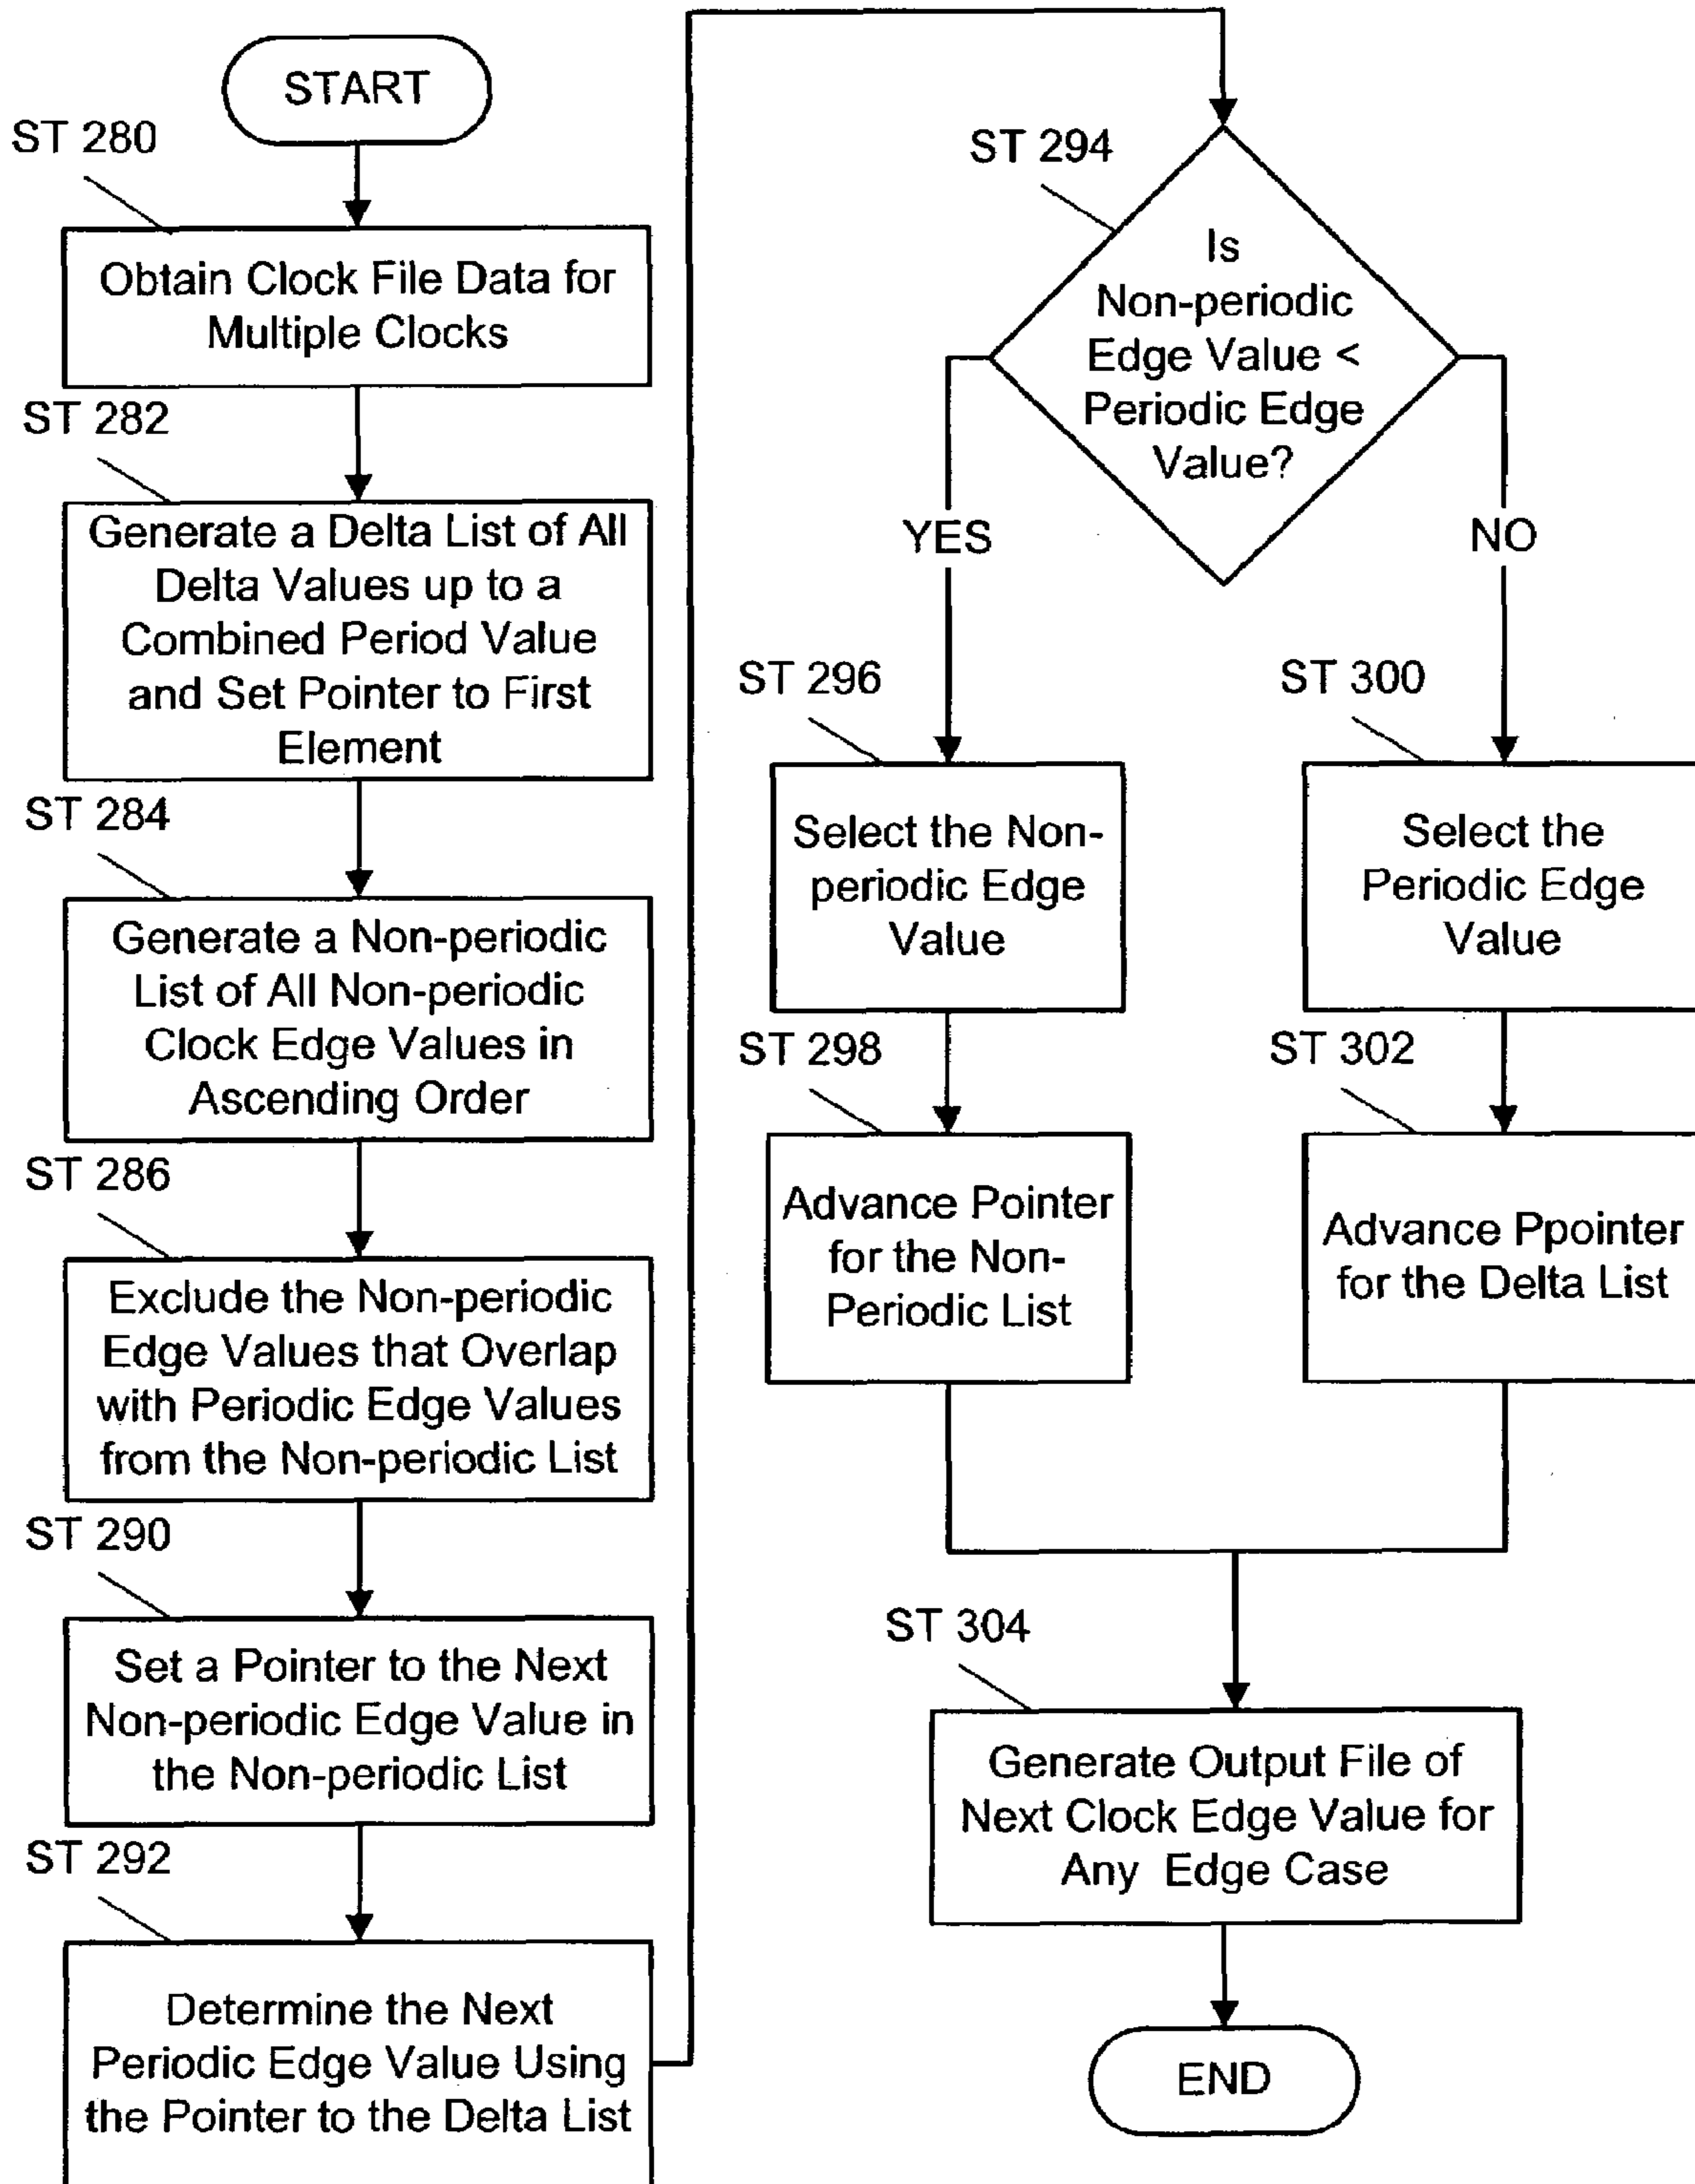 START
ST 280
Obtain Clock File Data for
Multiple Clocks
ST 282
Generate a Delta List of All
Delta Values up to a
Combined Period Value
and Set Pointer to First
Element
ST 284
Generate a Non-periodic
List of All Non-periodic
Clock Edge Values in
Ascending Order
ST 286
Exclude the Non-periodic
Edge Values that Overlap
with Periodic Edge Values
from the Non-periodic List
ST 290
Set a Pointer to the Next
Non-periodic Edge Value in
the Non-periodic List
ST 292
Determine the Next
Periodic Edge Value Using
the Pointer to the Delta List
ST 294
Is
Non-periodic
Edge Value <
Periodic Edge
Value?
YES
NO
ST 296
Select the Non-
periodic Edge
Value
ST 298
Advance Pointer
for the Non-
Periodic List
ST 300
Select the
Periodic Edge
Value
ST 302
Advance Ppointer
for the Delta List
ST 304
Generate Output File of
Next Clock Edge Value for
Any Edge Case
END